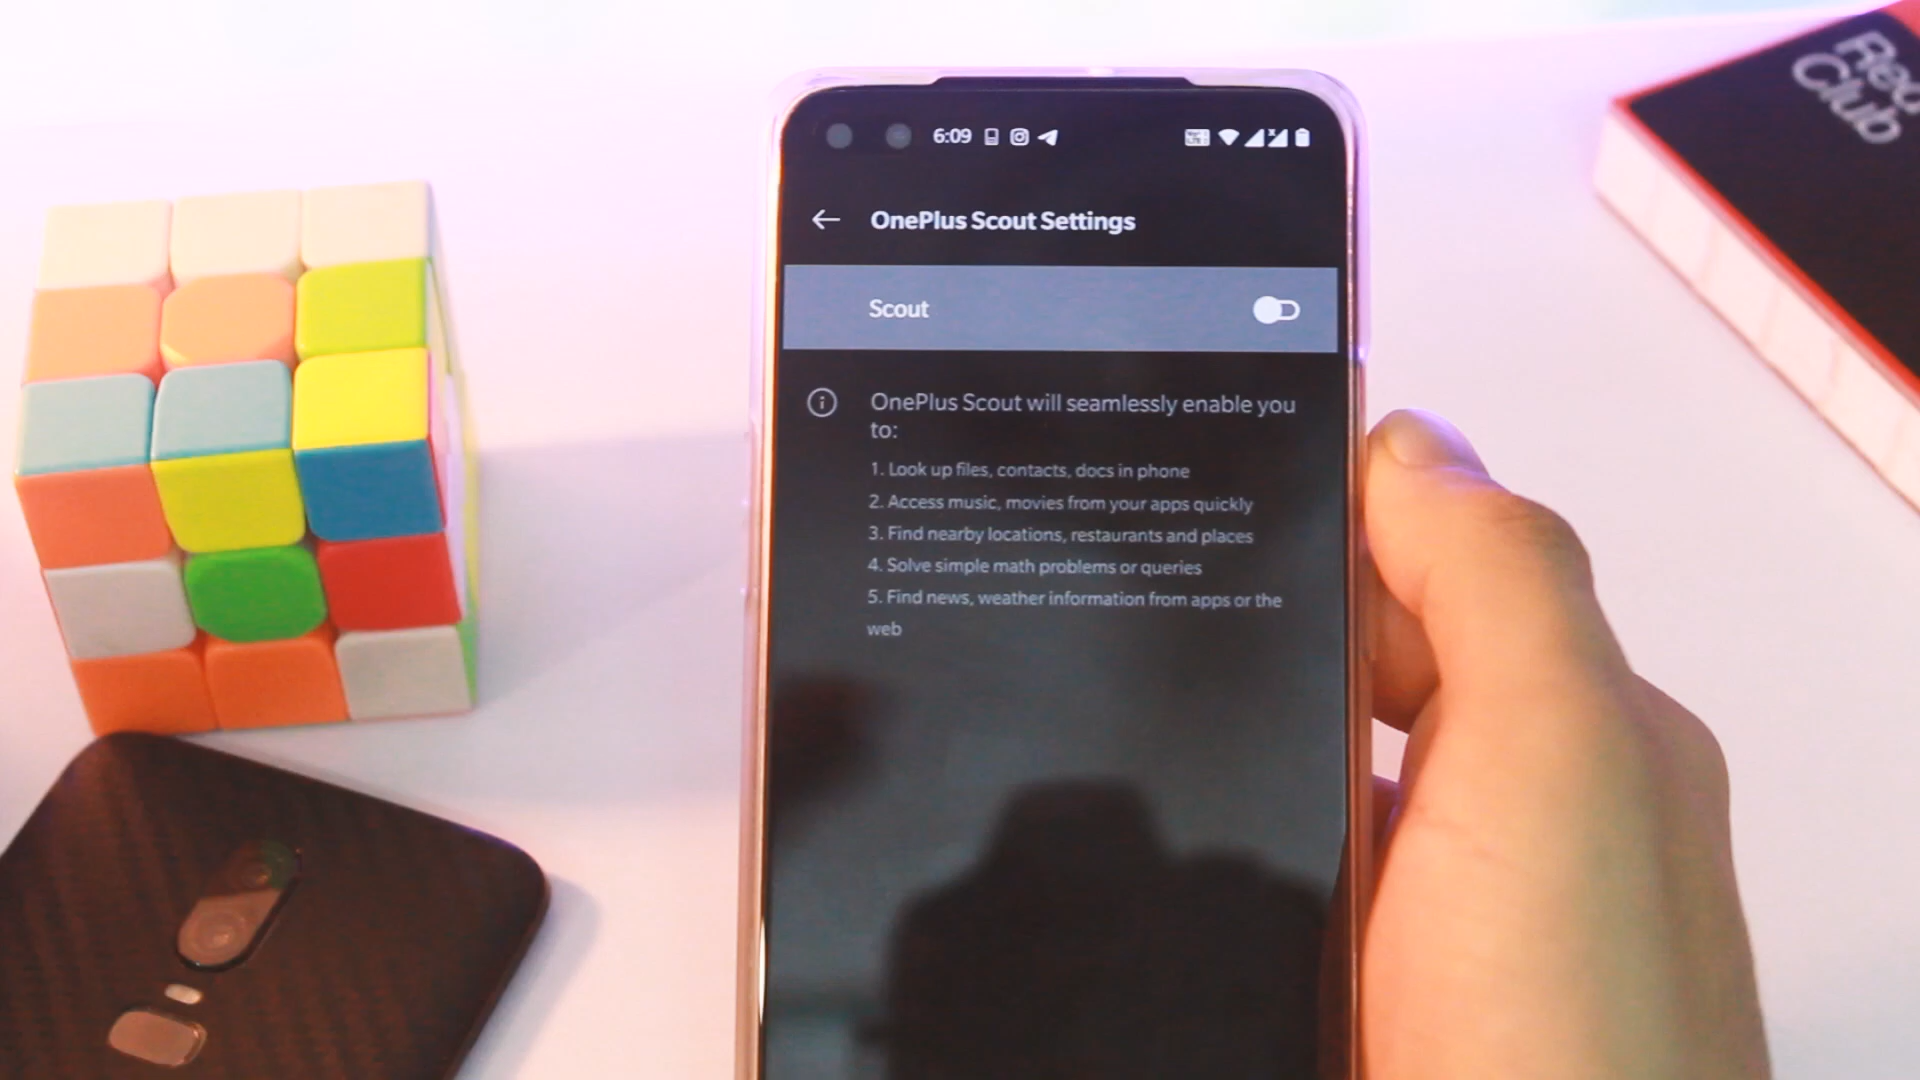 6:09
OnePlus Scout Settings
Scout
OnePlus Scout will seamlessly enable you
to:
1. Look up files, contacts, docs in phone
2. Access music, movies from your apps quickly
3. Find nearby locations, restaurants and places
4. Solve simple math problems or queries
5. Find news, weather information from apps or the
web
Red
Club